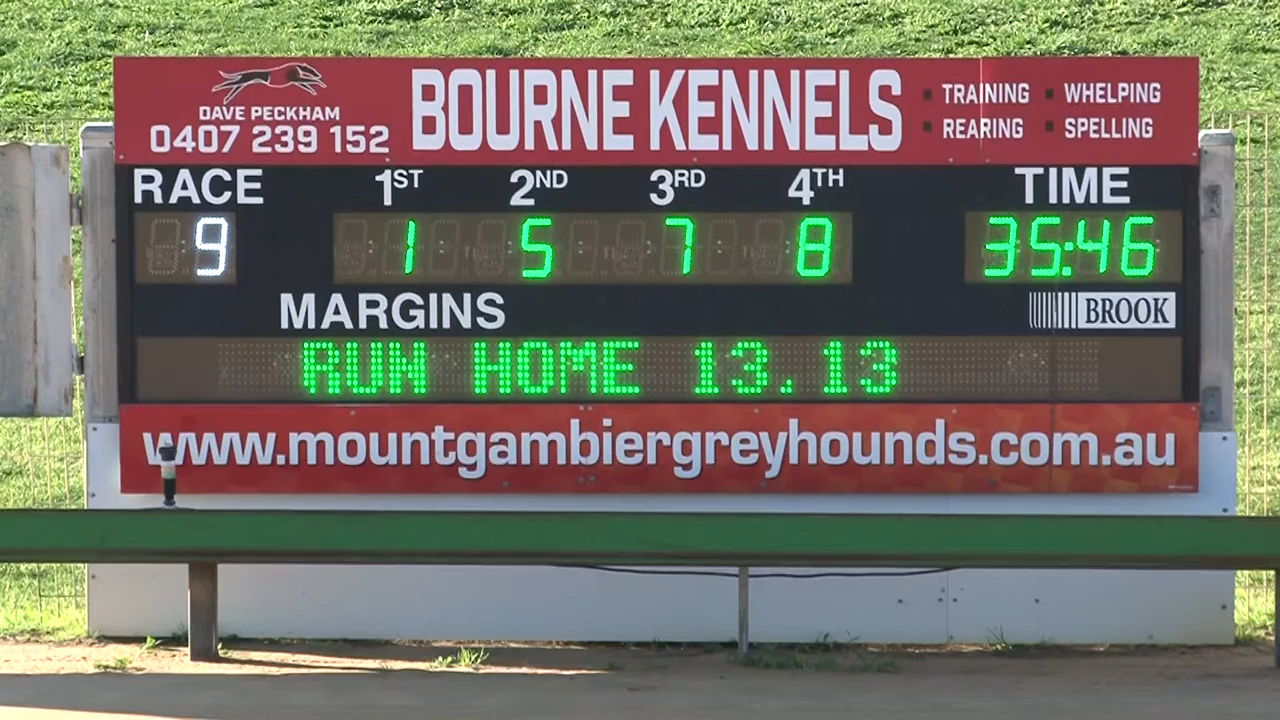 DAVE PECKHAM
0407 239 152
BOURNE KENNELS
TRAINING WHELPING
REARING SPELLING
RACE 1ST 2ND 3RD 4TH TIME
9 1 5 7 8 35:46
MARGINS BROOK
RUN HOME 13.13
www.mountgambiergreyhounds.com.au